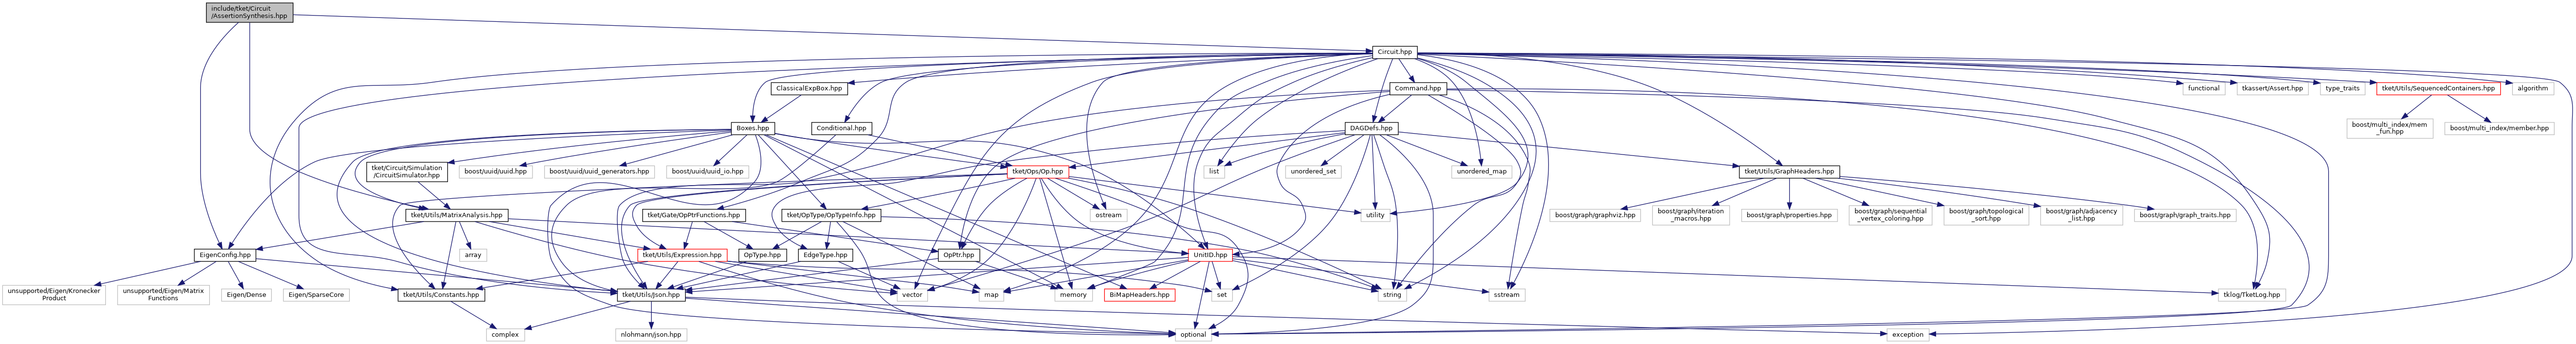 include/tket/Circuit
/AssertionSynthesis.hpp
Circuit.hpp
ClassicalExpBox.hpp
Command.hpp
functional
tkassert/Assert.hpp
type_traits
tket/Utils/SequencedContainers.hpp
algorithm
Boxes.hpp
Conditional.hpp
DAGDefs.hpp
boost/multi_index/mem
_fun.hpp
boost/multi_index/member.hpp
tket/Circuit/Simulation
/CircuitSimulator.hpp
boost/uuid/uuid.hpp
boost/uuid/uuid_generators.hpp
boost/uuid/uuid_io.hpp
tket/Ops/Op.hpp
list
unordered_set
unordered_map
tket/Utils/GraphHeaders.hpp
tket/Utils/MatrixAnalysis.hpp
tket/Gate/OpPtrFunctions.hpp
tket/OpType/OpTypeInfo.hpp
ostream
utility
boost/graph/graphviz.hpp
boost/graph/iteration
_macros.hpp
boost/graph/properties.hpp
boost/graph/sequential
_vertex_coloring.hpp
boost/graph/topological
_sort.hpp
boost/graph/adjacency
_list.hpp
boost/graph/graph_traits.hpp
EigenConfig.hpp
array
tket/Utils/Expression.hpp
OpType.hpp
EdgeType.hpp
OpPtr.hpp
UnitID.hpp
unsupported/Eigen/Kronecker
Product
unsupported/Eigen/Matrix
Functions
Eigen/Dense
Eigen/SparseCore
tket/Utils/Constants.hpp
tket/Utils/Json.hpp
vector
map
memory
BiMapHeaders.hpp
set
string
sstream
tklog/TketLog.hpp
complex
nlohmann/json.hpp
optional
exception